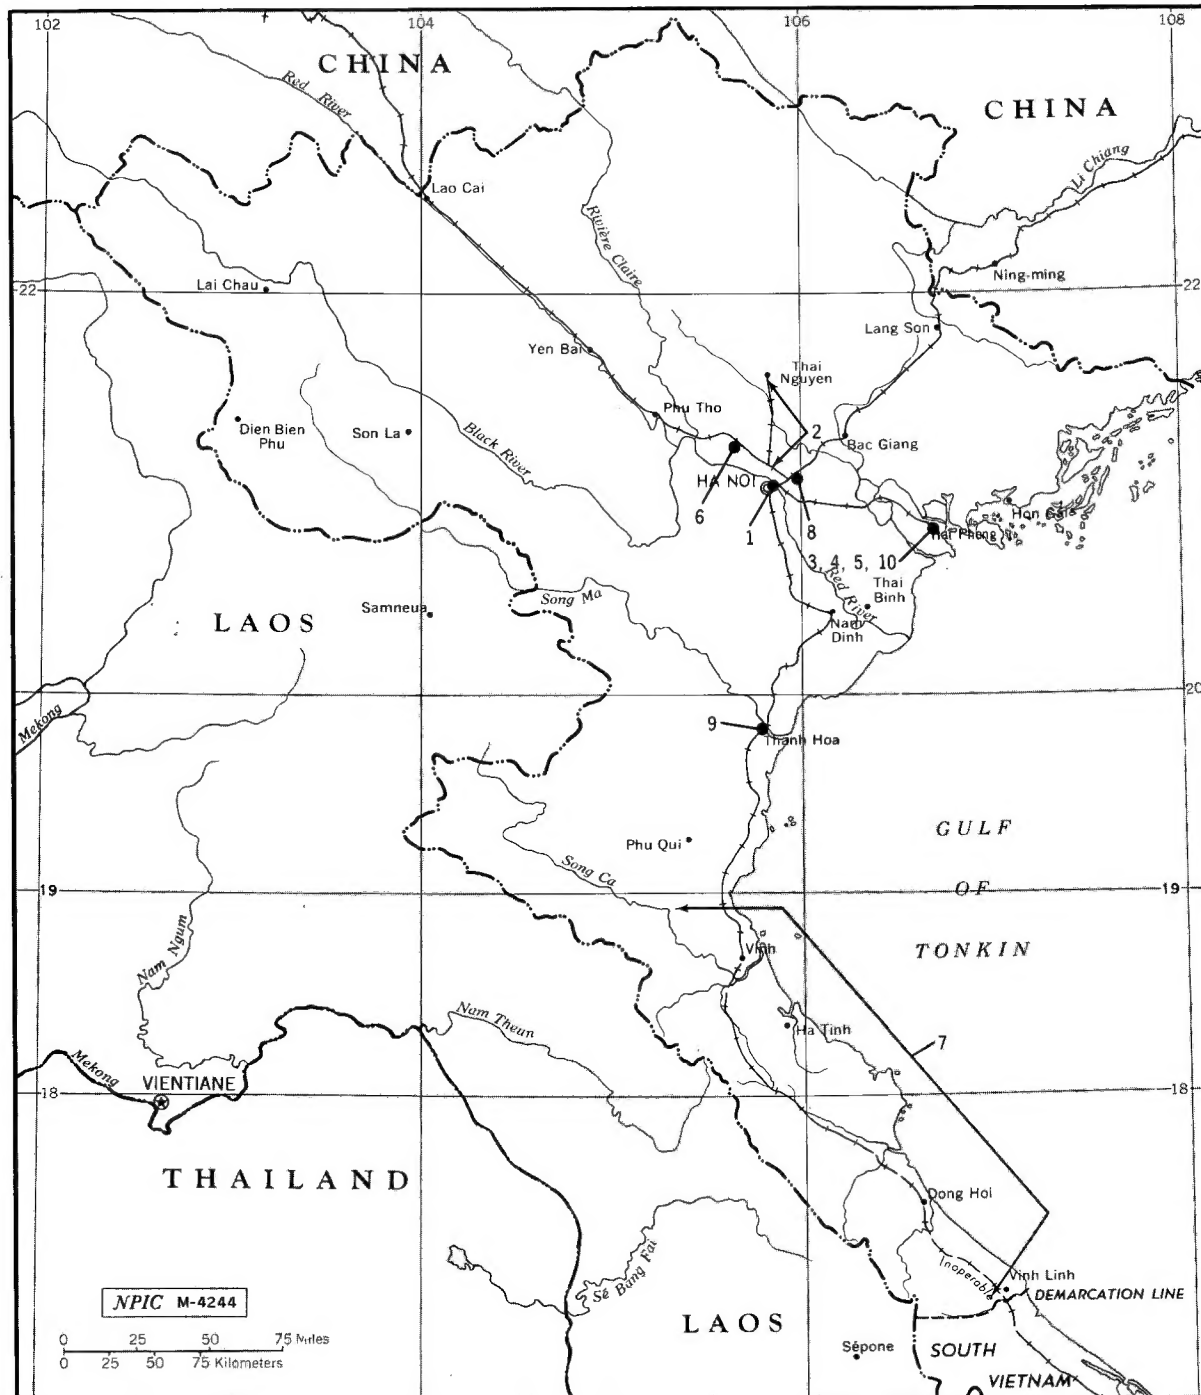 102
104
106
108
CHINA
Red River
CHINA
Li Chiang
Lao Cai
Rivière Claire
Ning-ming
22
Lai Chau
22
Lang Son
Yen Bai
Thai
Nguyen
Phu Tho
Dien Bien
Phu
Son La
Black River
2
Bac Giang
HA NOI
6
1
8
Hon Gai
Hai Phong
3, 4, 5, 10
Red River
Thai
Binh
Song Ma
Samneua
LAOS
Nam
Dinh
20
20
Mekong
9
Thanh Hoa
GULF
OF
TONKIN
Phu Qui
Song Ca
19
19
Nam Ngum
Vinh
Nam Theun
Ha Tinh
7
Mekong
VIENTIANE
18
18
THAILAND
Dong Hoi
Sé Bang Fai
Inoperable
Vinh Linh
DEMARCATION LINE
NPIC M-4244
LAOS
0 25 50 75 Miles
0 25 50 75 Kilometers
Sépone
SOUTH
VIETNAM